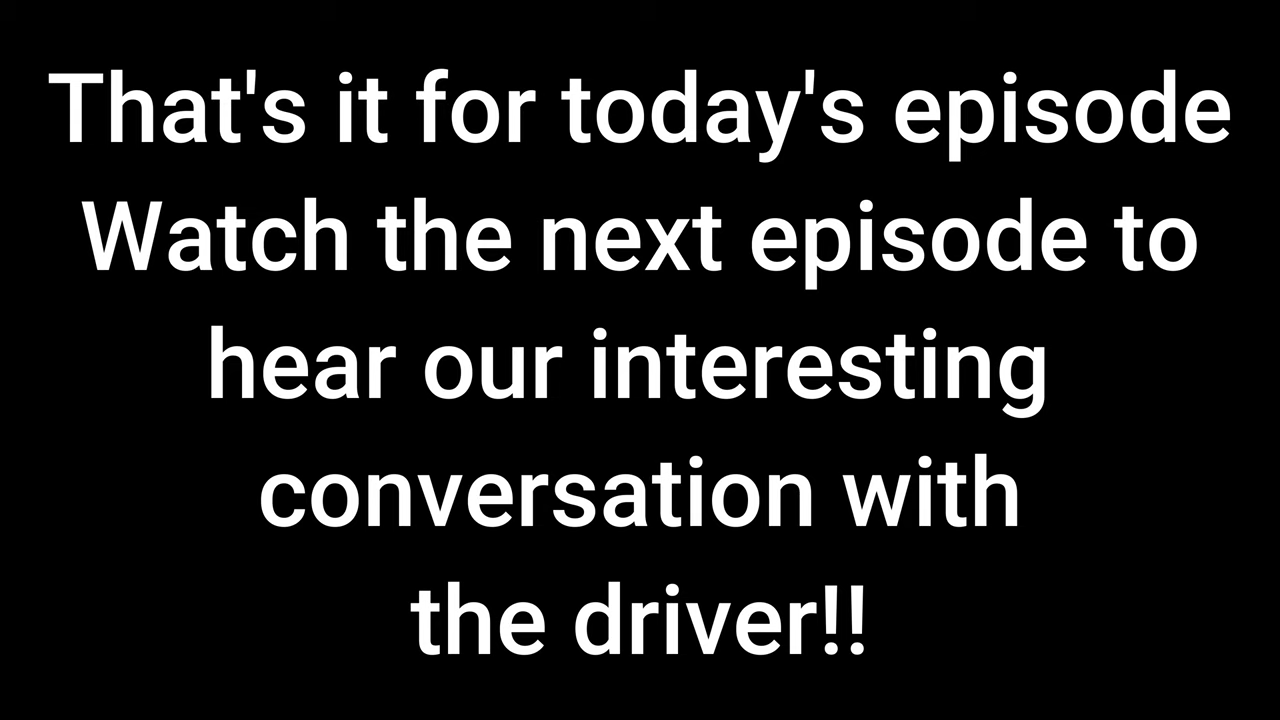 That's it for today's episode
Watch the next episode to
hear our interesting
conversation with
the driver!!